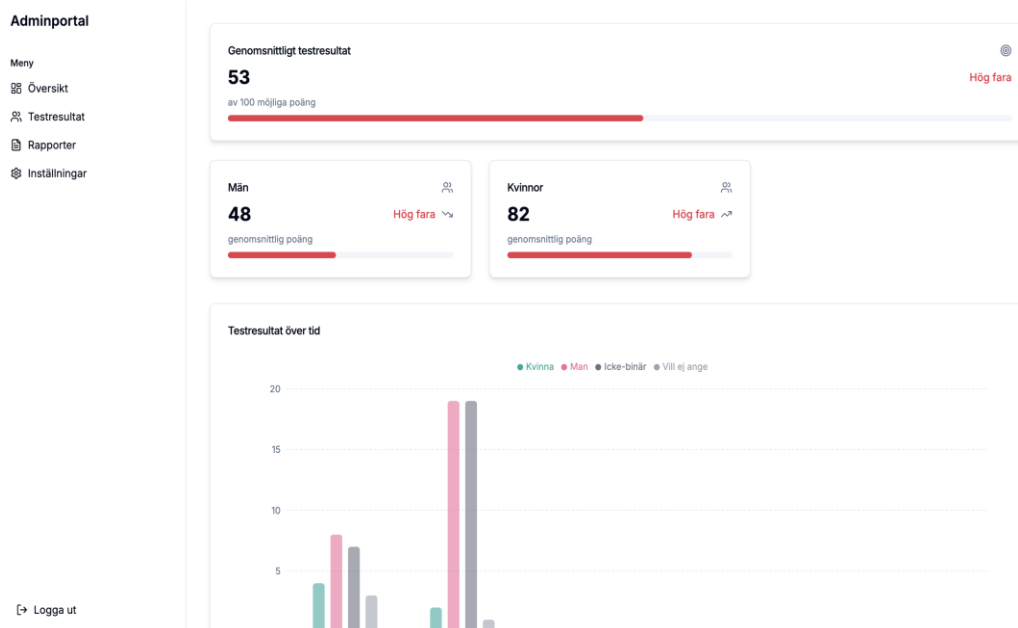 Adminportal
Meny
Översikt
Testresultat
Rapporter
Inställningar
Logga ut
Genomsnittligt testresultat
53
Hög fara
av 100 möjliga poäng
Män
48
Hög fara
genomsnittlig poäng
Kvinnor
82
Hög fara
genomsnittlig poäng
Testresultat över tid
Kvinna Man Icke-binär Vill ej ange
20
15
10
5